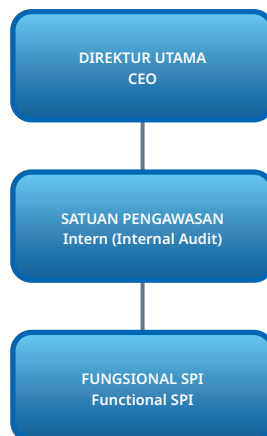 DIREKTUR UTAMA
CEO
SATUAN PENGAWASAN
Intern (Internal Audit)
FUNGSIONAL SPI
Functional SPI